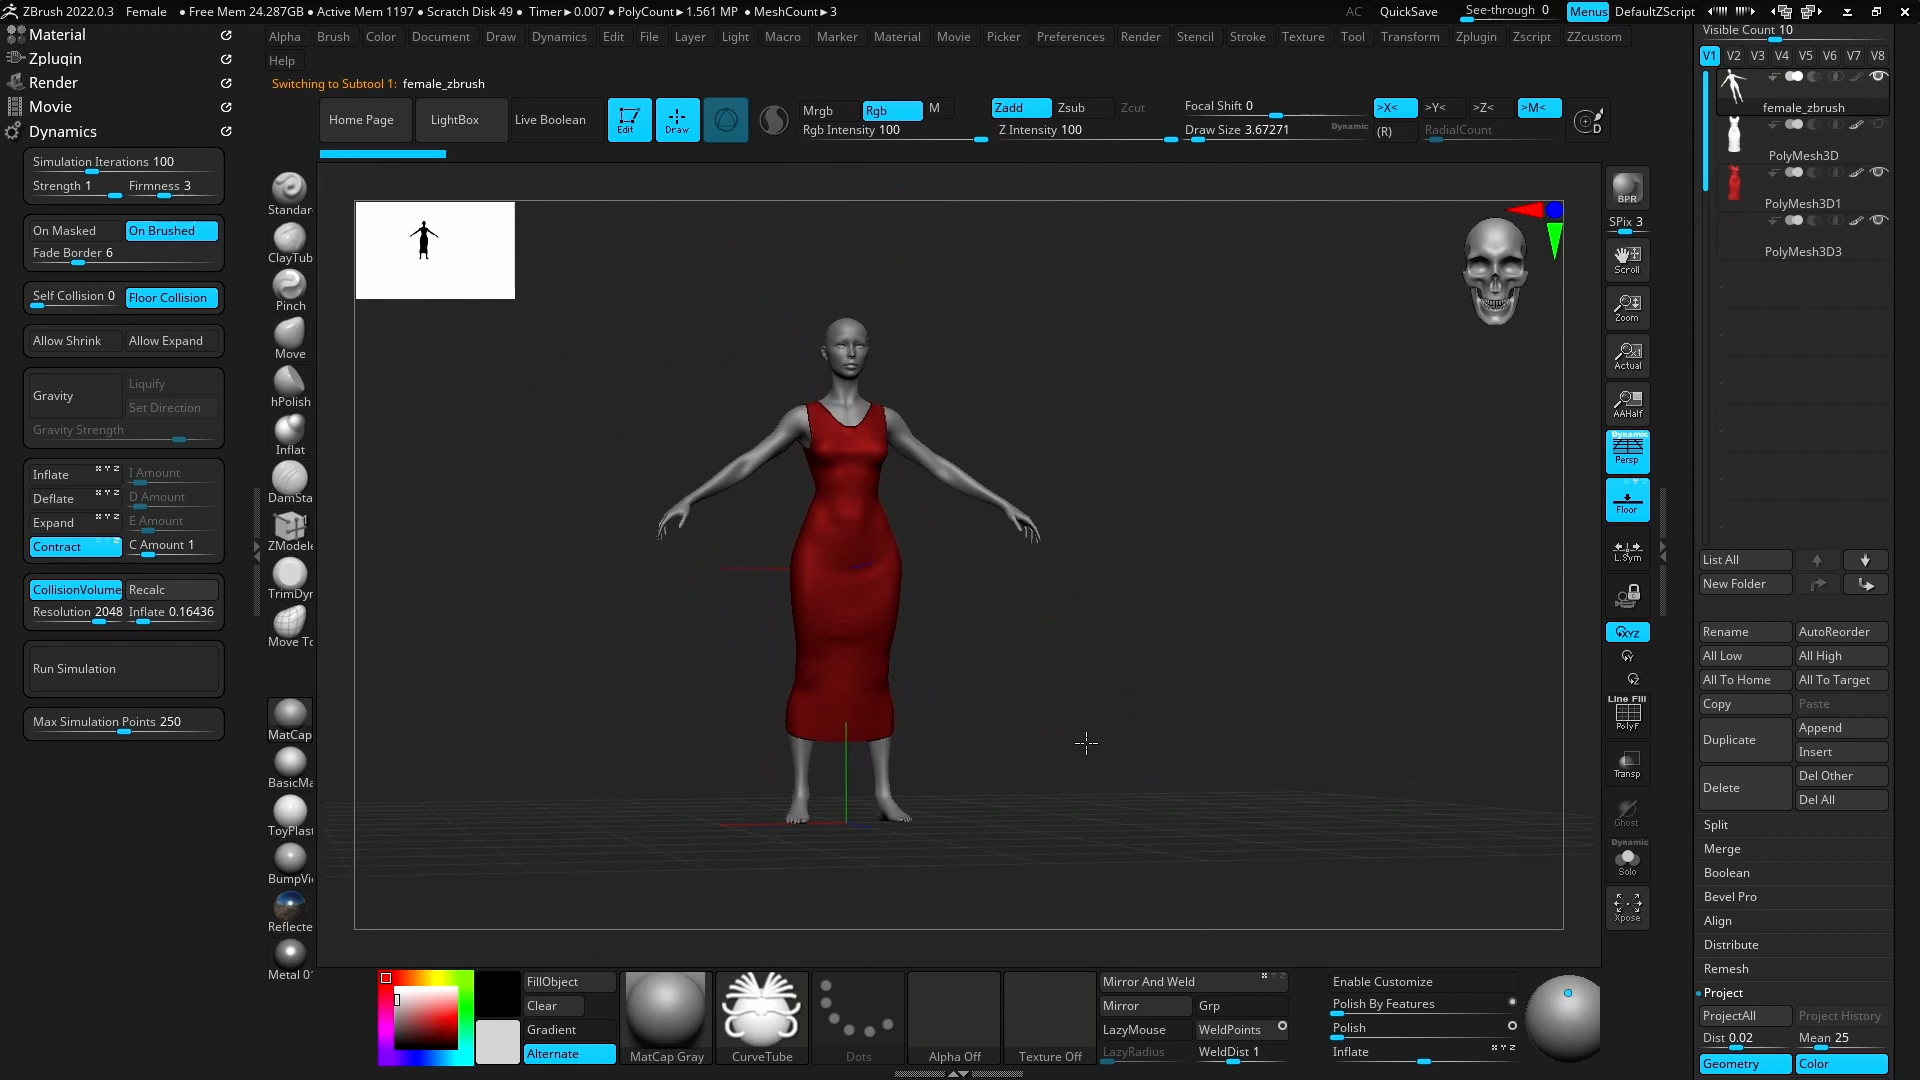 ZBrush 2022.0.3 Female • Free Mem 24.287GB • Active Mem 1197 • Scratch Disk 49 • Timer►0.007 • PolyCount►1.561 MP • MeshCount►3
AC QuickSave See-through 0 Menus DefaultZScript
Alpha Brush Color Document Draw Dynamics Edit File Layer Light Macro Marker Material Movie Picker Preferences Render Stencil Stroke Texture Tool Transform Zplugin Zscript ZZcustom
Help
Switching to Subtool 1: female_zbrush
Material
Zplugin
Render
Movie
Dynamics
Simulation Iterations 100
Strength 1 Firmness 3
On Masked On Brushed
Fade Border 6
Self Collision 0 Floor Collision
Allow Shrink Allow Expand
Gravity Liquify
Set Direction
Gravity Strength
Inflate X Y Z I Amount
Deflate X Y Z D Amount
Expand X Y Z E Amount
Contract C Amount 1
CollisionVolume Recalc
Resolution 2048 Inflate 0.16436
Run Simulation
Max Simulation Points 250
Home Page LightBox Live Boolean Edit Draw
Mrgb Rgb M
Rgb Intensity 100
Zadd Zsub Zcut
Z Intensity 100
Focal Shift 0
Draw Size 3.67271 Dynamic
>X< >Y< >Z< >M<
(R) RadialCount
D
Standar
ClayTub
Pinch
Move
hPolish
Inflat
DamSta
ZModele
TrimDyn
Move To
MatCap
BasicMa
ToyPlast
BumpVi
Reflecte
Metal 01
BPR
SPix 3
Scroll
Zoom
Actual
AAHalf
Dynamic
Persp
Floor
L.Sym
XYZ
Y
Z
Line Fill
PolyF
Transp
Ghost
Dynamic
Solo
Xpose
Visible Count 10
V1 V2 V3 V4 V5 V6 V7 V8
female_zbrush
PolyMesh3D
PolyMesh3D1
PolyMesh3D3
List All
New Folder
Rename AutoReorder
All Low All High
All To Home All To Target
Copy Paste
Duplicate Append
Insert
Delete Del Other
Del All
Split
Merge
Boolean
Bevel Pro
Align
Distribute
Remesh
Project
ProjectAll Project History
Dist 0.02 Mean 25
Geometry Color
FillObject
Clear
Gradient
Alternate
MatCap Gray CurveTube Dots Alpha Off Texture Off
Mirror And Weld
Mirror Grp
LazyMouse WeldPoints
LazyRadius WeldDist 1
Enable Customize
Polish By Features
Polish
Inflate X Y Z